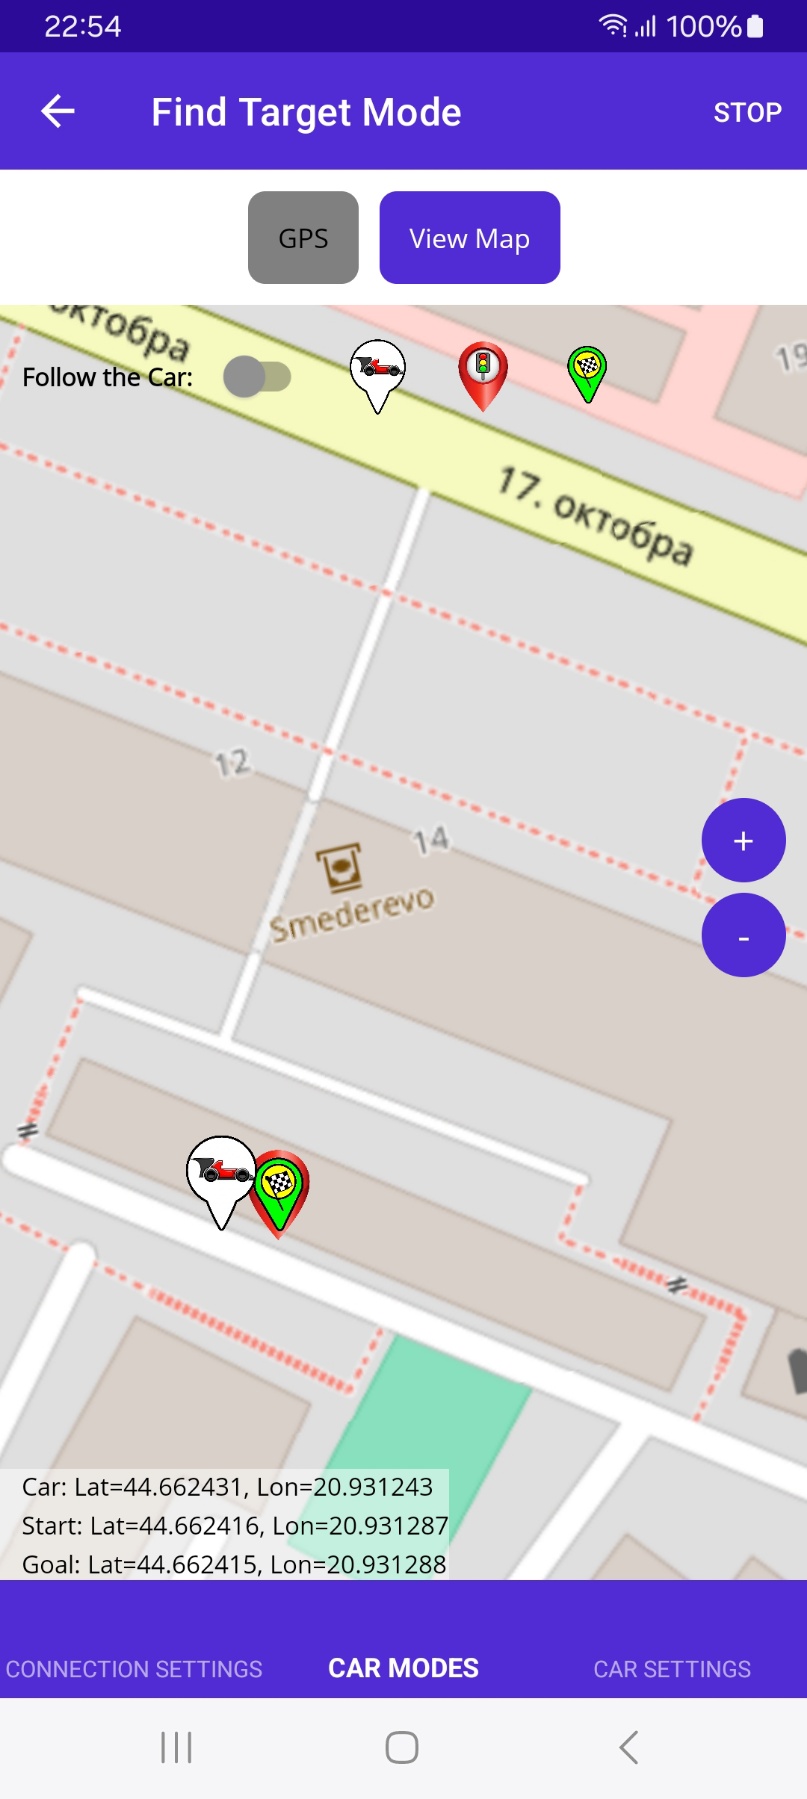 22:54
100%
Find Target Mode
STOP
GPS
View Map
октобра
19
Follow the Car:
17. октобра
12
14
+
Smederevo
-
Car: Lat=44.662431, Lon=20.931243
Start: Lat=44.662416, Lon=20.931287
Goal: Lat=44.662415, Lon=20.931288
CONNECTION SETTINGS
CAR MODES
CAR SETTINGS